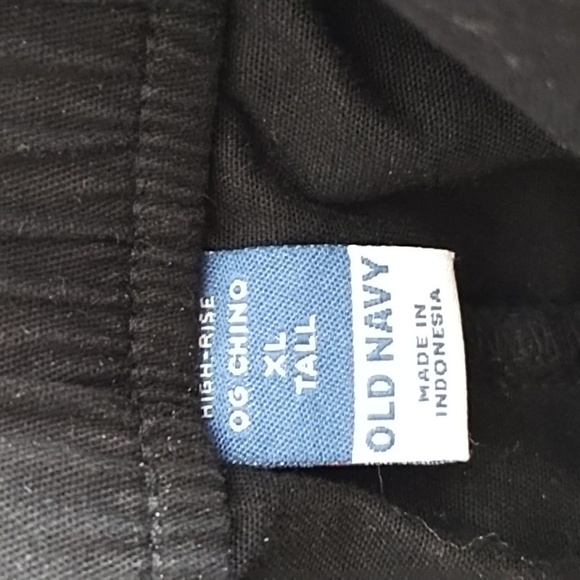 HIGH-RISE
OG CHINO
XL
TALL
OLD NAVY
MADE IN
INDONESIA